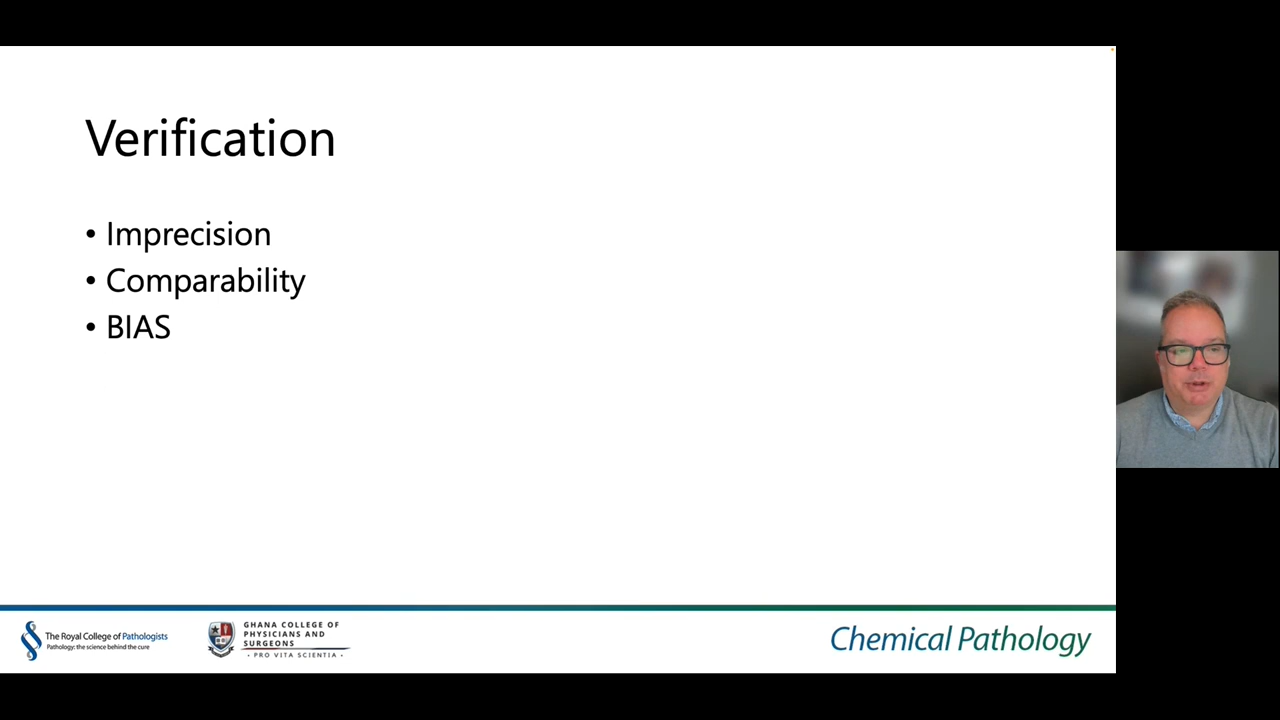 Verification
• Imprecision
• Comparability
• BIAS
The Royal College of Pathologists
Pathology: the science behind the cure
GHANA COLLEGE OF
PHYSICIANS AND
SURGEONS
• PRO VITA SCIENTIA •
Chemical Pathology